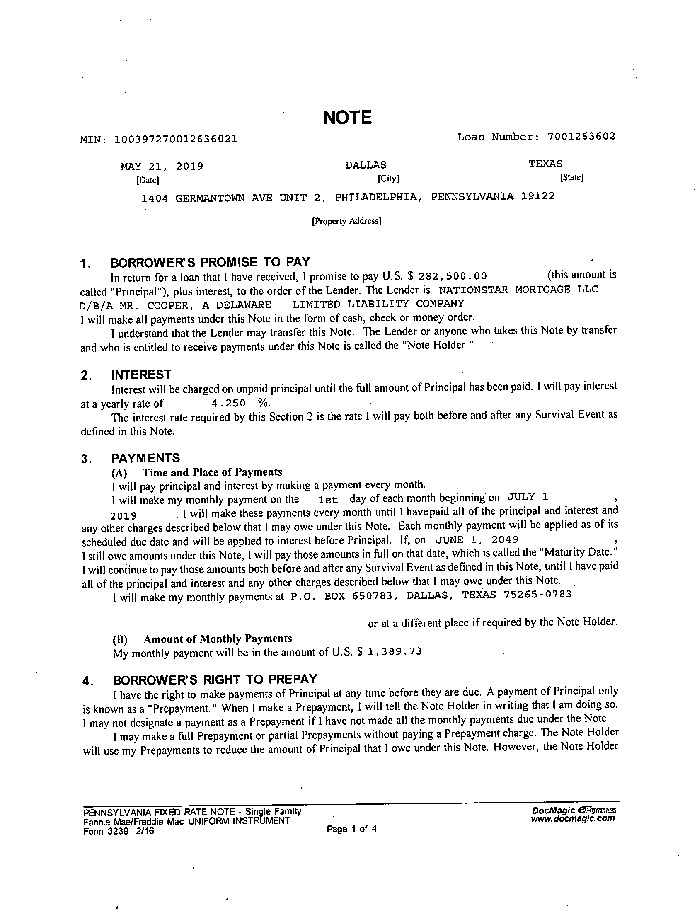 NOTE
MIN: 100397270012636021 Loan Number: 7001263602
MAY 21, 2019 DALLAS TEXAS
[Date] [City] [State]
1404 GERMANTOWN AVE UNIT 2, PHILADELPHIA, PENNSYLVANIA 19122
[Property Address]
1. BORROWER'S PROMISE TO PAY
In return for a loan that I have received, I promise to pay U.S. $ 282,500.00 (this amount is
called "Principal"), plus interest, to the order of the Lender. The Lender is NATIONSTAR MORTGAGE LLC
D/B/A MR. COOPER, A DELAWARE LIMITED LIABILITY COMPANY
I will make all payments under this Note in the form of cash, check or money order.
I understand that the Lender may transfer this Note. The Lender or anyone who takes this Note by transfer
and who is entitled to receive payments under this Note is called the "Note Holder "
2. INTEREST
Interest will be charged on unpaid principal until the full amount of Principal has been paid. I will pay interest
at a yearly rate of 4.250 %.
The interest rate required by this Section 2 is the rate I will pay both before and after any Survival Event as
defined in this Note.
3. PAYMENTS
(A) Time and Place of Payments
I will pay principal and interest by making a payment every month.
I will make my monthly payment on the 1st day of each month beginning on JULY 1 ,
2019 . I will make these payments every month until I have paid all of the principal and interest and
any other charges described below that I may owe under this Note. Each monthly payment will be applied as of its
scheduled due date and will be applied to interest before Principal. If, on JUNE 1, 2049 ,
I still owe amounts under this Note, I will pay those amounts in full on that date, which is called the "Maturity Date."
I will continue to pay those amounts both before and after any Survival Event as defined in this Note, until I have paid
all of the principal and interest and any other charges described below that I may owe under this Note.
I will make my monthly payments at P.O. BOX 650783, DALLAS, TEXAS 75265-0783
or at a different place if required by the Note Holder.
(B) Amount of Monthly Payments
My monthly payment will be in the amount of U.S. $ 1,389.73
4. BORROWER'S RIGHT TO PREPAY
I have the right to make payments of Principal at any time before they are due. A payment of Principal only
is known as a "Prepayment." When I make a Prepayment, I will tell the Note Holder in writing that I am doing so.
I may not designate a payment as a Prepayment if I have not made all the monthly payments due under the Note
I may make a full Prepayment or partial Prepayments without paying a Prepayment charge. The Note Holder
will use my Prepayments to reduce the amount of Principal that I owe under this Note. However, the Note Holder
PENNSYLVANIA FIXED RATE NOTE - Single Family DocMagic
Fannie Mae/Freddie Mac UNIFORM INSTRUMENT www.docmagic.com
Form 3239 2/16 Page 1 of 4